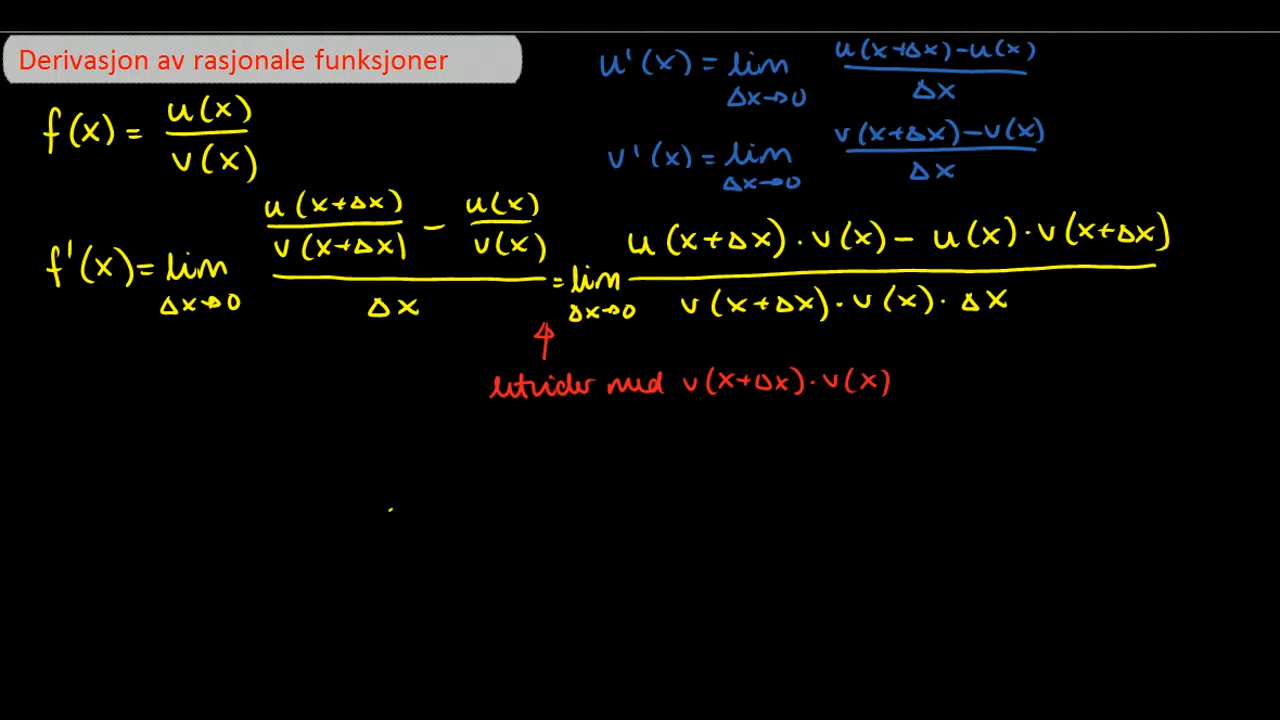 Derivasjon av rasjonale funksjoner
u'(x) = lim Δx→0 (u(x+Δx)−u(x))/Δx
f(x) = u(x)/v(x)
v'(x) = lim Δx→0 (v(x+Δx)−v(x))/Δx
f'(x) = lim Δx→0 (u(x+Δx)/v(x+Δx) − u(x)/v(x))/Δx = lim Δx→0 (u(x+Δx)·v(x) − u(x)·v(x+Δx))/(v(x+Δx)·v(x)·Δx)
utvider med v(x+Δx)·v(x)